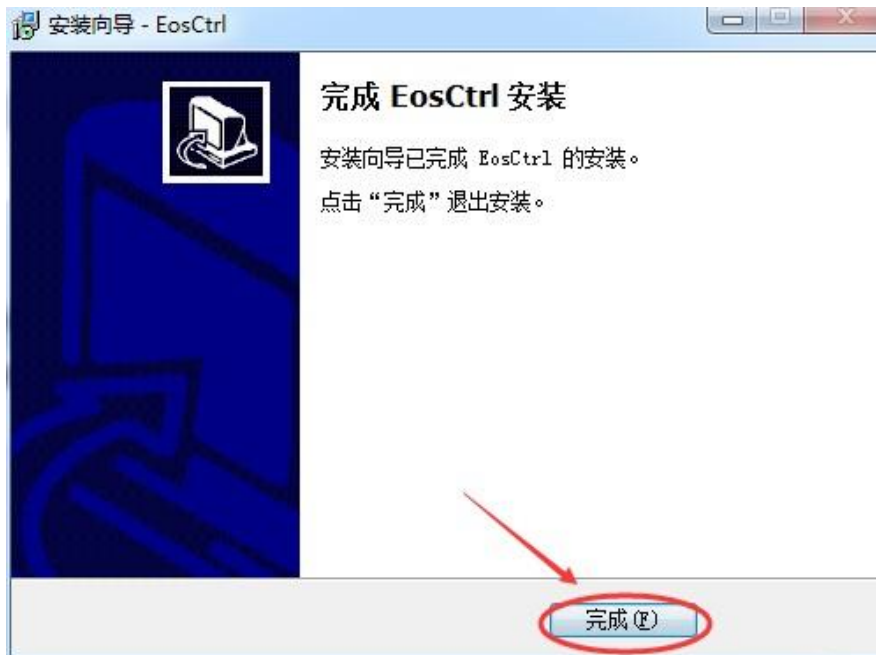 安装向导 - EosCtrl
完成 EosCtrl 安装
安装向导已完成 EosCtrl 的安装。
点击“完成”退出安装。
完成(F)